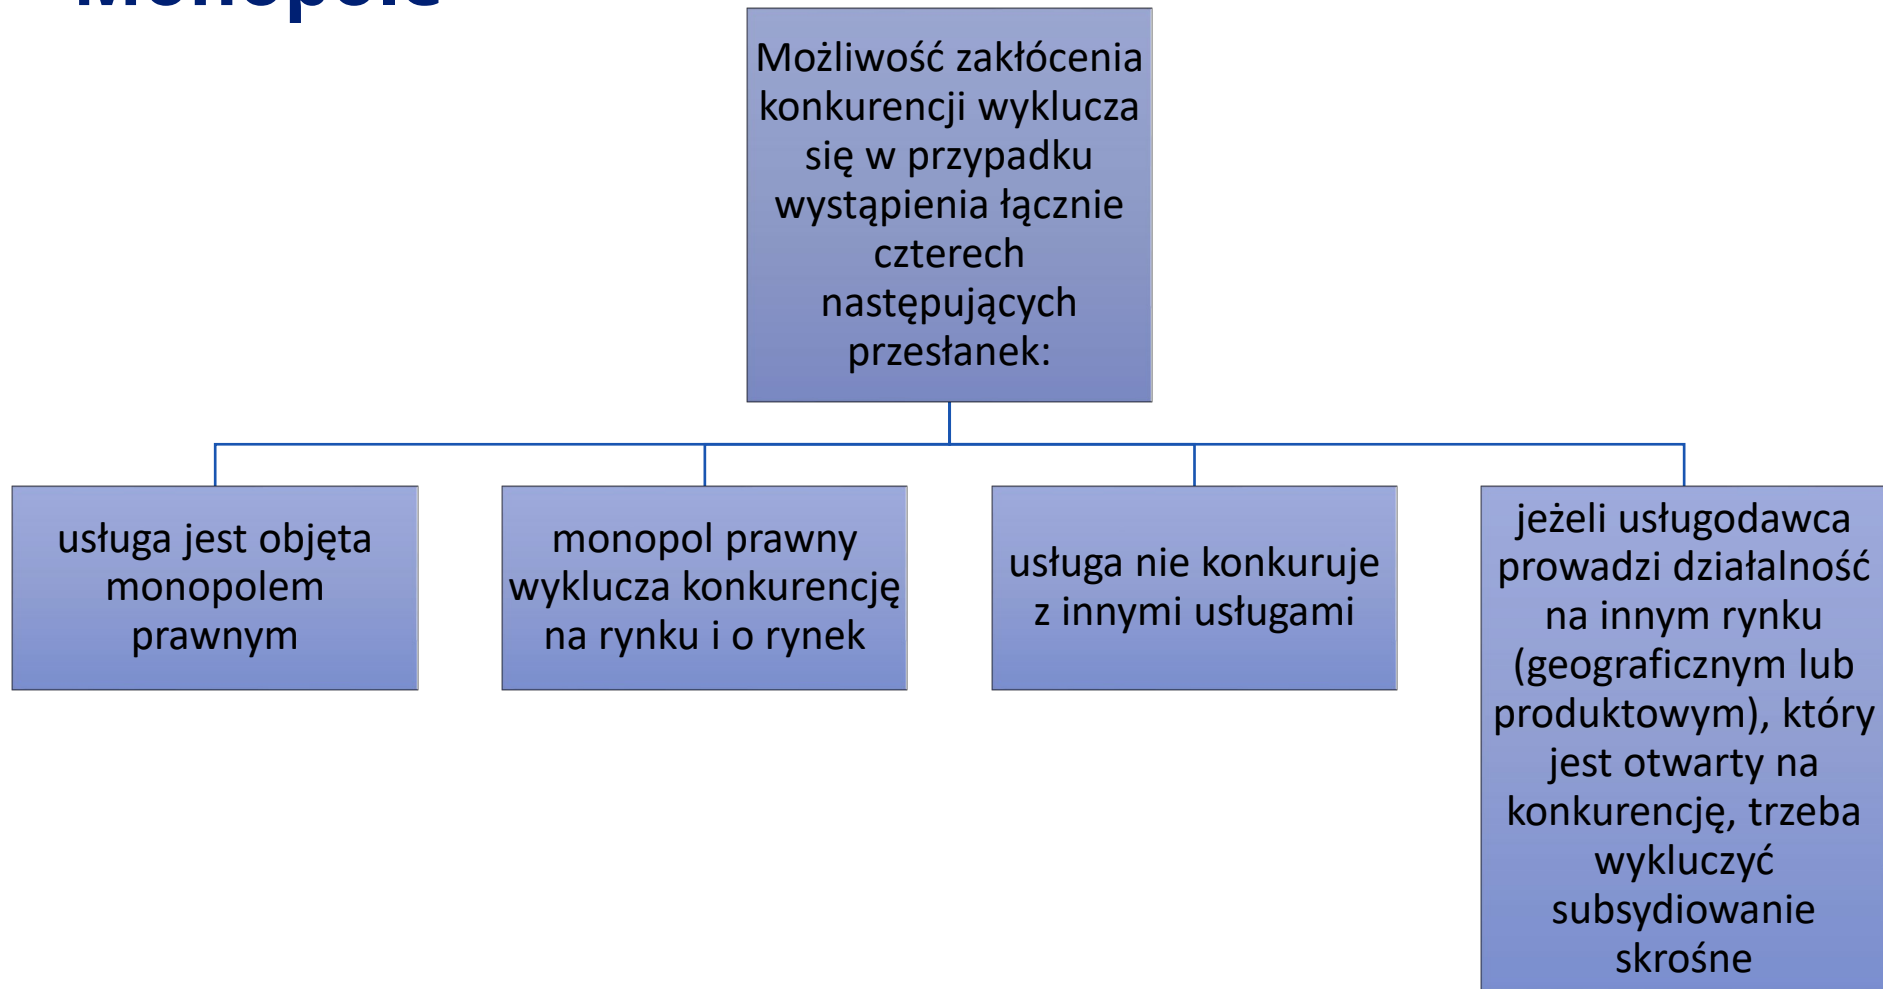 Monopole
Możliwość zakłócenia
konkurencji wyklucza
się w przypadku
wystąpienia łącznie
czterech
następujących
przesłanek:
usługa jest objęta
monopolem
prawnym
monopol prawny
wyklucza konkurencję
na rynku i o rynek
usługa nie konkuruje
z innymi usługami
jeżeli usługodawca
prowadzi działalność
na innym rynku
(geograficznym lub
produktowym), który
jest otwarty na
konkurencję, trzeba
wykluczyć
subsydiowanie
skrośne